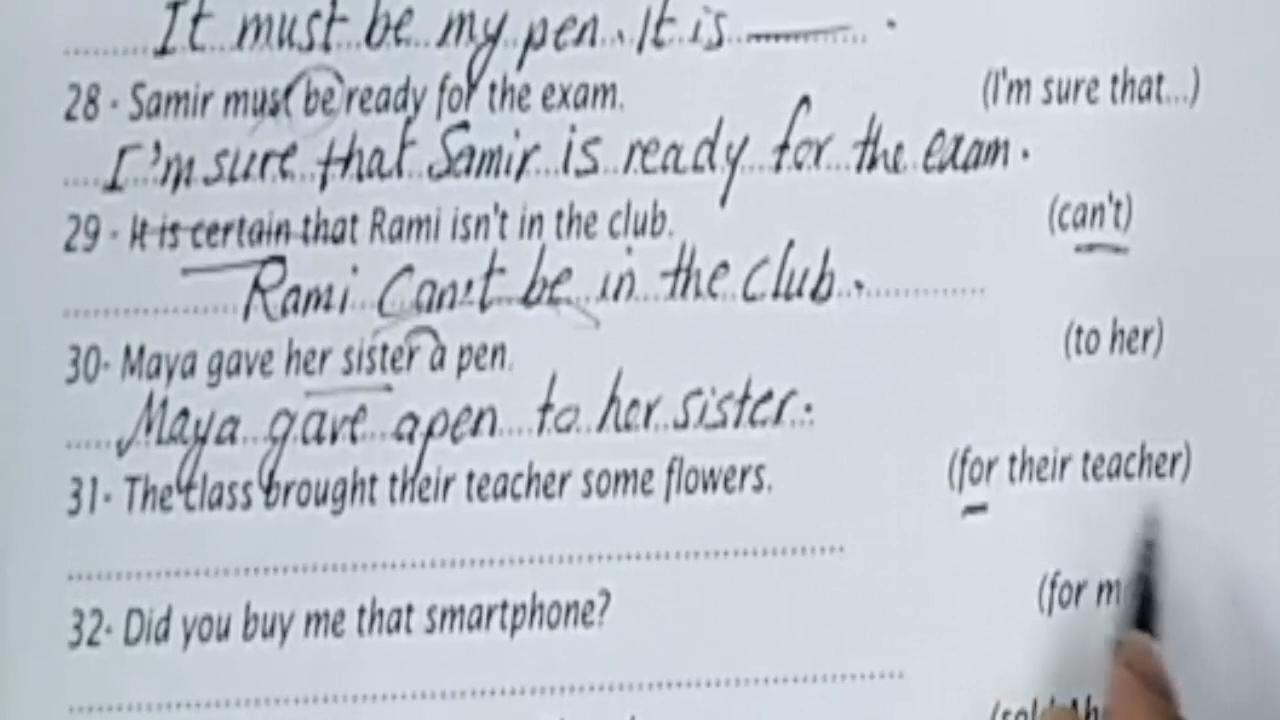 It must be my pen. It is
28 - Samir must be ready for the exam. (I'm sure that...)
I'm sure that Samir is ready for the exam.
29 - It is certain that Rami isn't in the club. (can't)
Rami Can't be in the club.
30- Maya gave her sister a pen. (to her)
Maya gave apen to her sister.
31- The class brought their teacher some flowers. (for their teacher)
32- Did you buy me that smartphone? (for